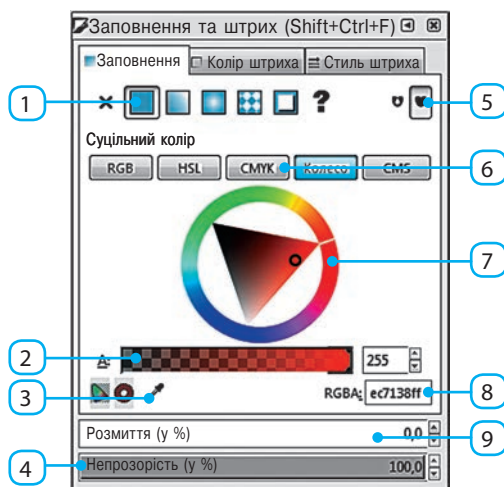 Заповнення та штрих (Shift+Ctrl+F)
Заповнення Колір штриха Стиль штриха
1 ? 5
Суцільний колір
RGB HSL CMYK Колесо CMS
6
7
2 A: 255
3 RGBA: ec7138ff 8
Розмиття (у %) 0,0
9
4 Непрозорість (у %) 100,0